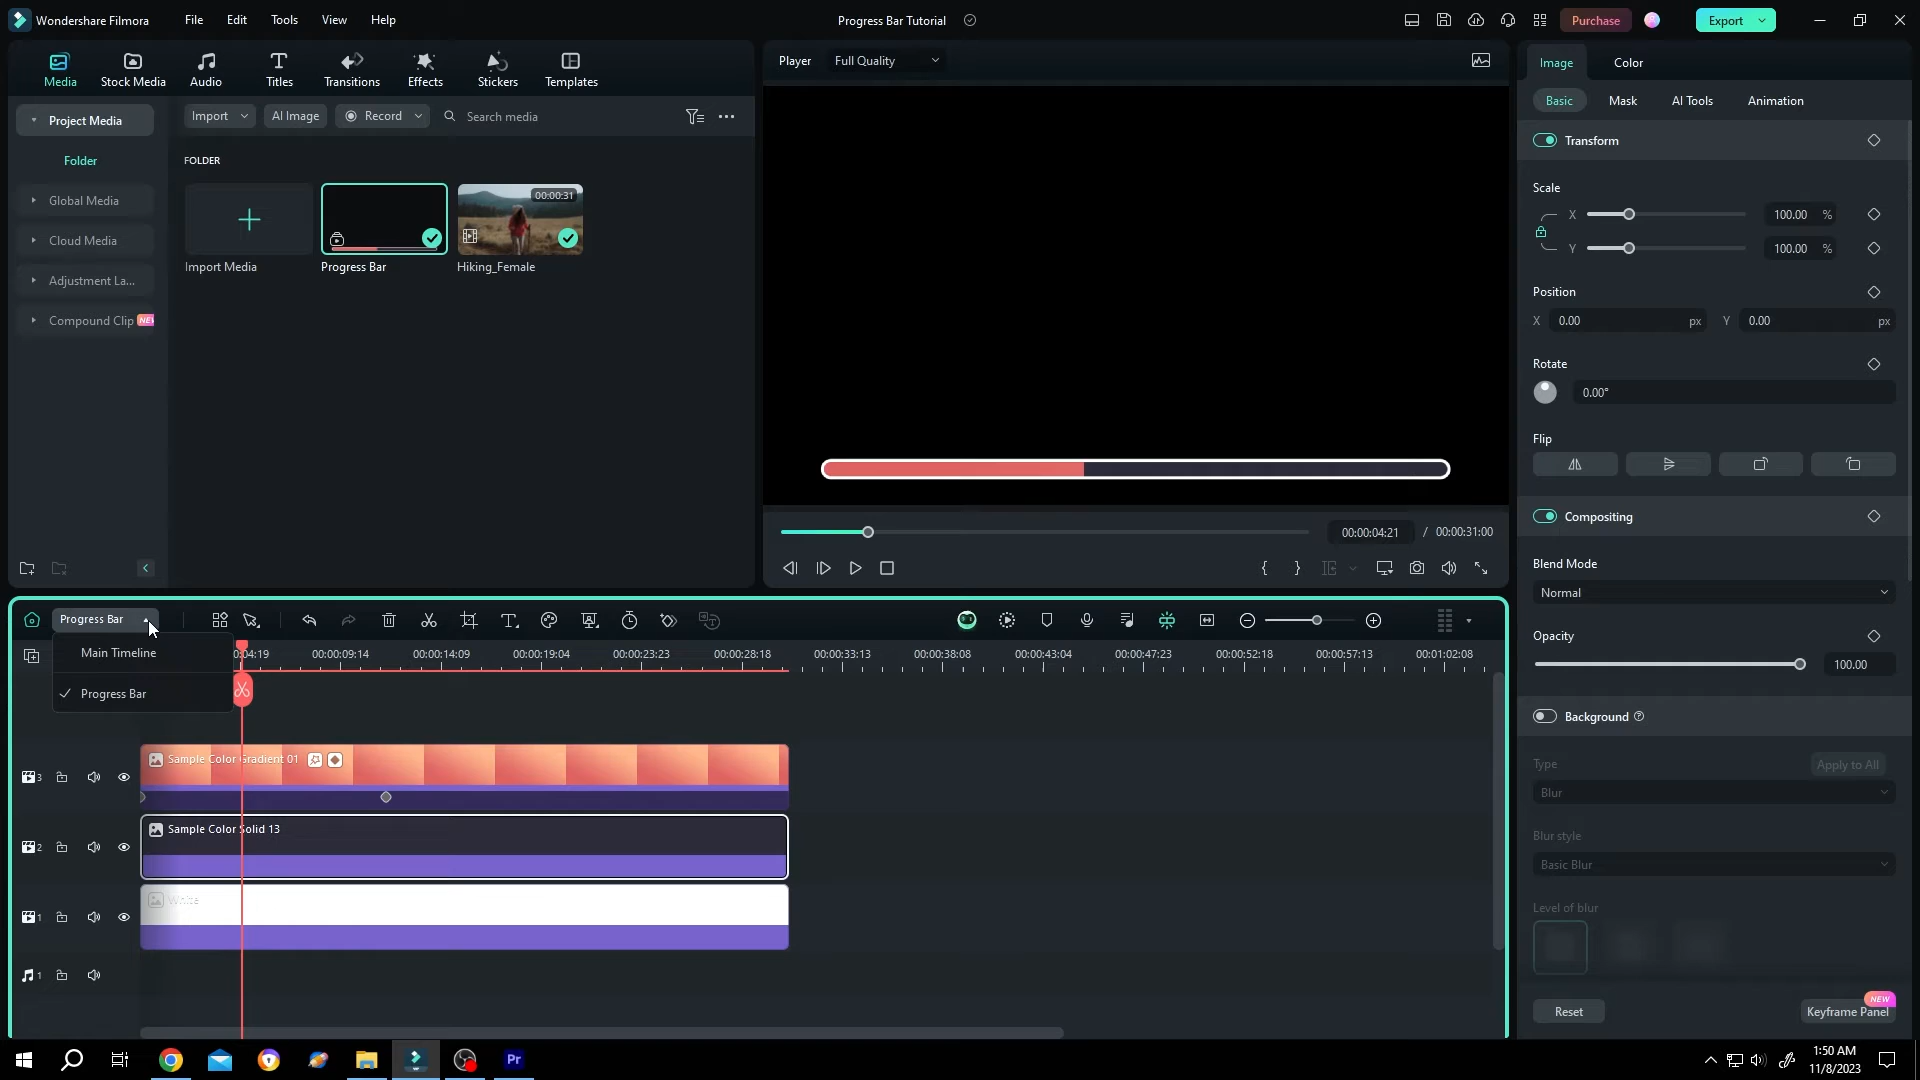 Wondershare Filmora
File
Edit
Tools
View
Help
Progress Bar Tutorial
Purchase
Export
Media
Stock Media
Audio
Titles
Transitions
Effects
Stickers
Templates
Player
Full Quality
Image
Color
Basic
Mask
AI Tools
Animation
Project Media
Import
AI Image
Record
Search media
Folder
FOLDER
Global Media
Cloud Media
Adjustment La...
Compound Clip
00:00:31
Import Media
Progress Bar
Hiking_Female
Transform
Scale
X
100.00
%
Y
100.00
%
Position
X
0.00
px
Y
0.00
px
Rotate
0.00°
Flip
Compositing
Blend Mode
Normal
Opacity
100.00
Background
Type
Apply to All
Blur
Blur style
Basic Blur
Level of blur
Reset
NEW
Keyframe Panel
00:00:04:21
/
00:00:31:00
Progress Bar
Main Timeline
Progress Bar
0:04:19
00:00:09:14
00:00:14:09
00:00:19:04
00:00:23:23
00:00:28:18
00:00:33:13
00:00:38:08
00:00:43:04
00:00:47:23
00:00:52:18
00:00:57:13
00:01:02:08
3
Sample Color Gradient 01
2
Sample Color Solid 13
1
White
1
Pr
1:50 AM
11/8/2023